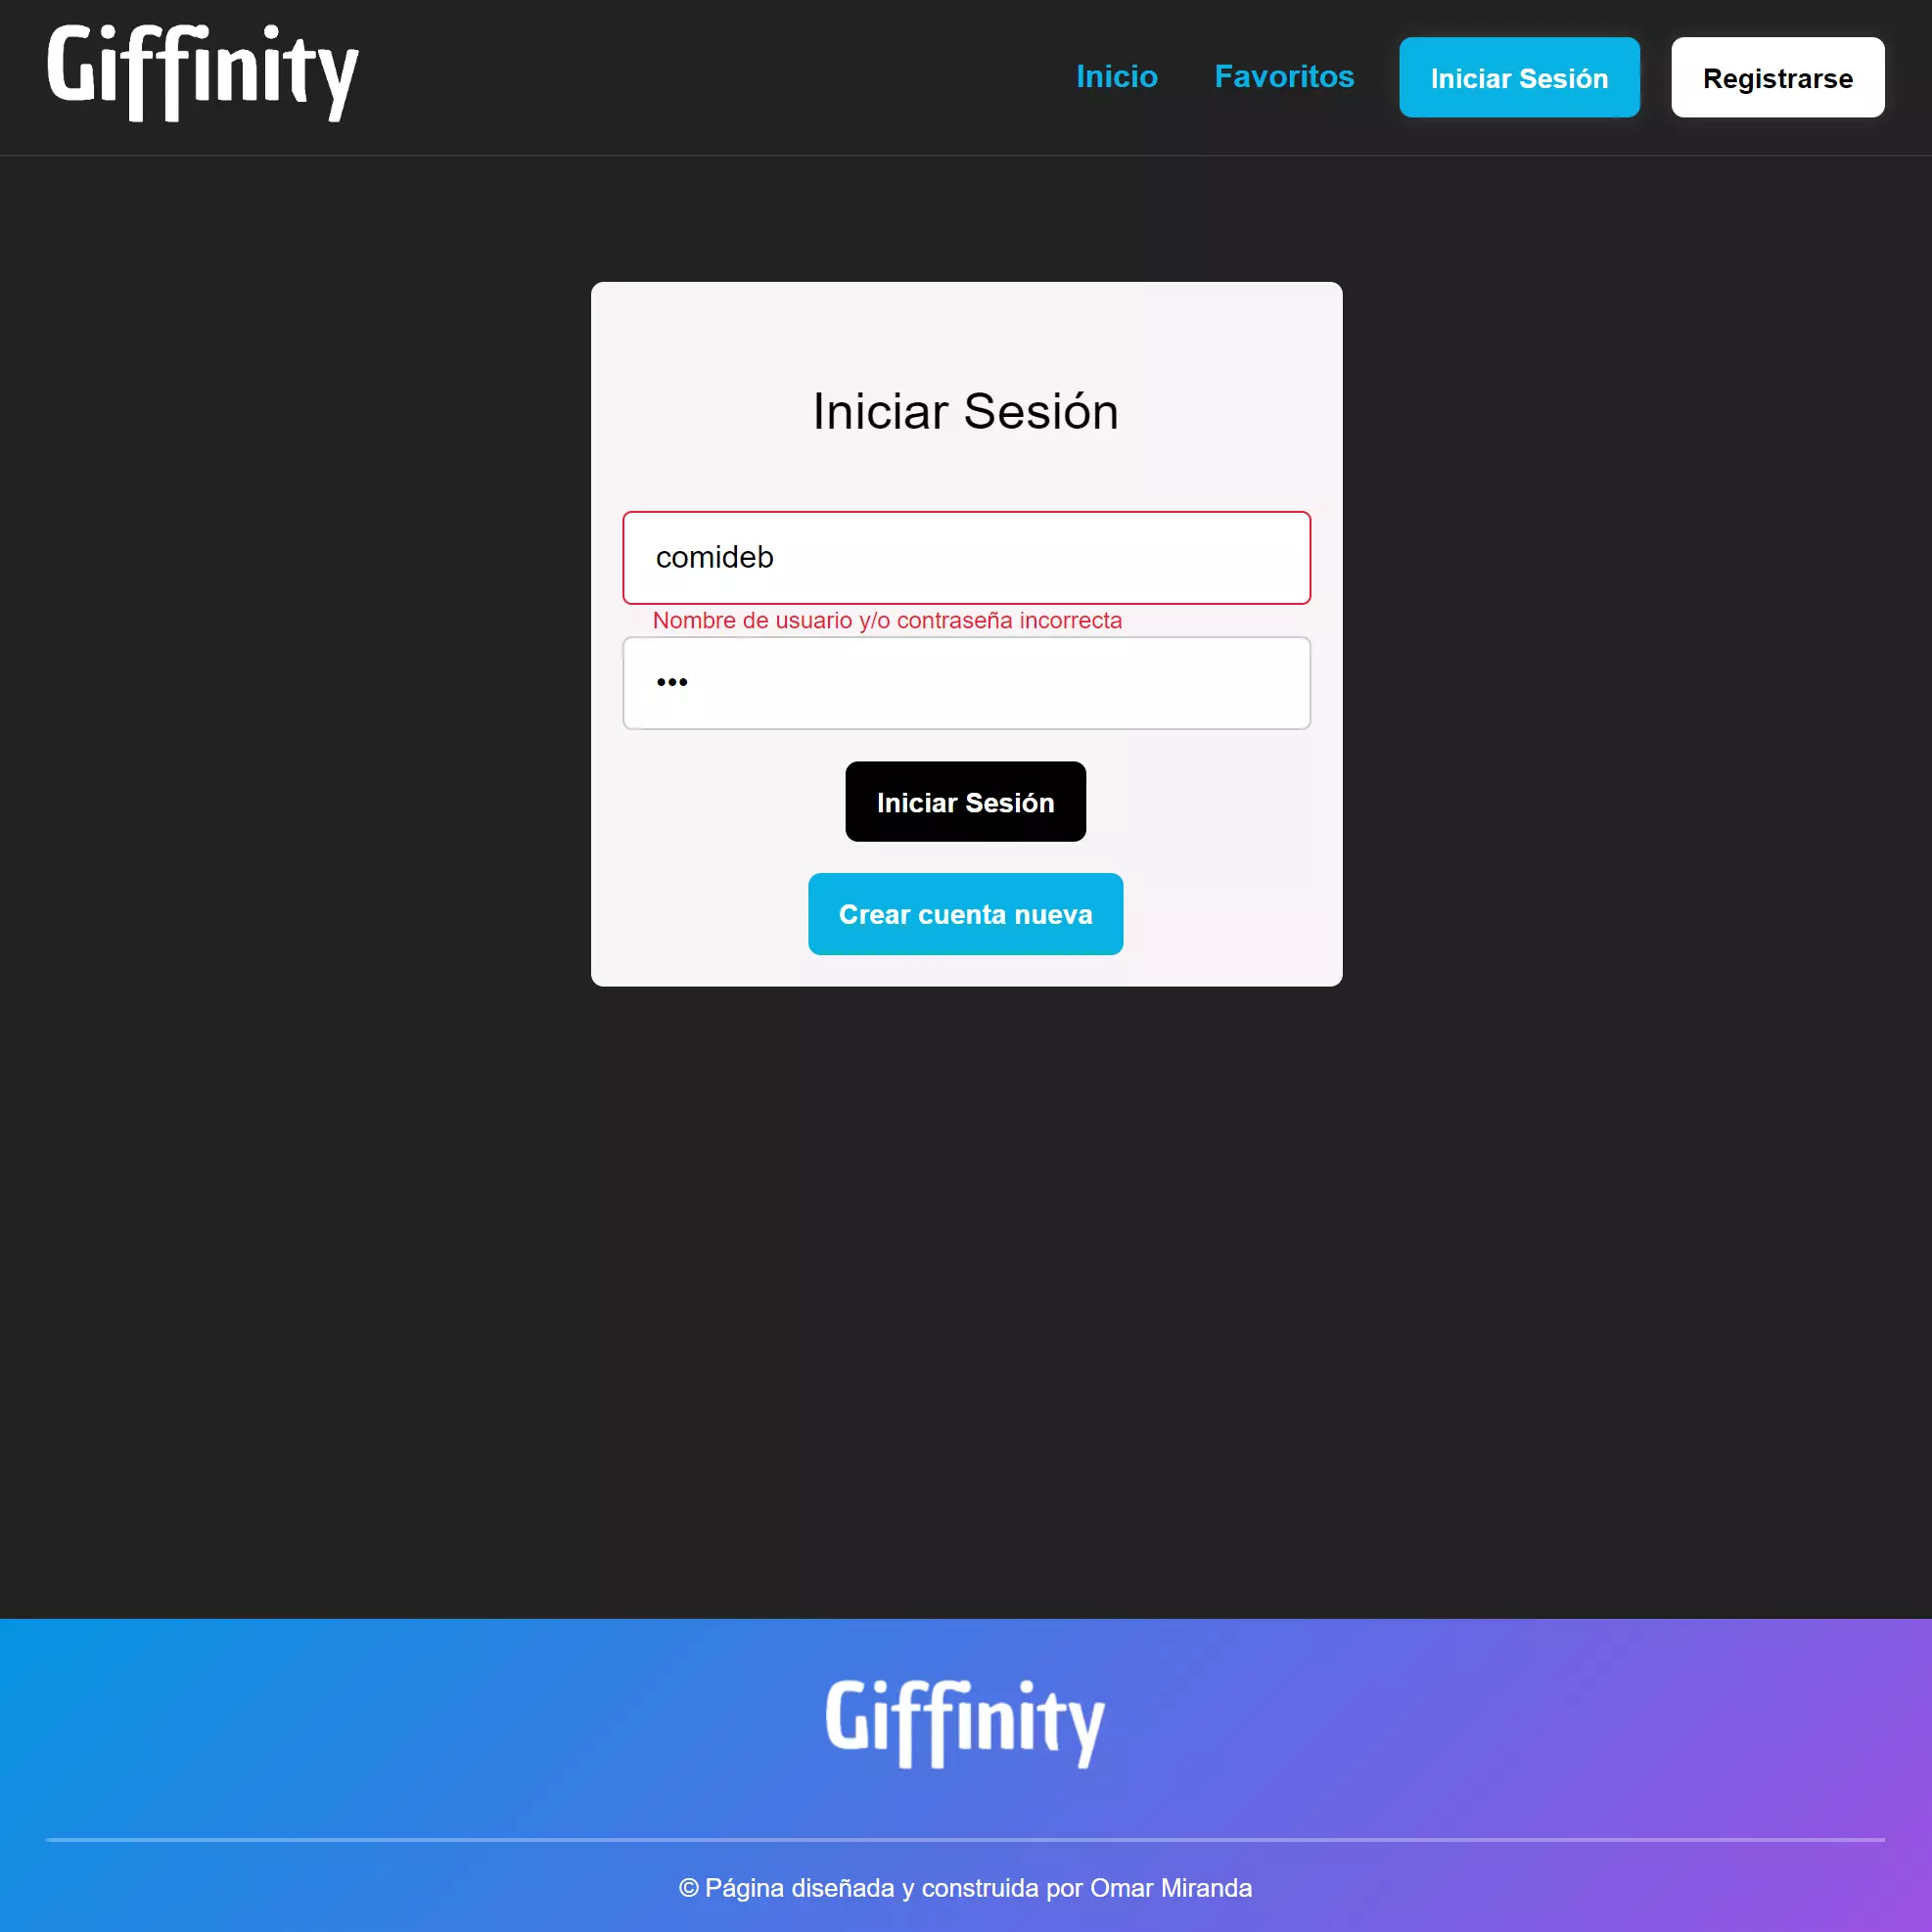 Giffinity
Inicio Favoritos Iniciar Sesión Registrarse
Iniciar Sesión
comideb
Nombre de usuario y/o contraseña incorrecta
•••
Iniciar Sesión
Crear cuenta nueva
Giffinity
© Página diseñada y construida por Omar Miranda